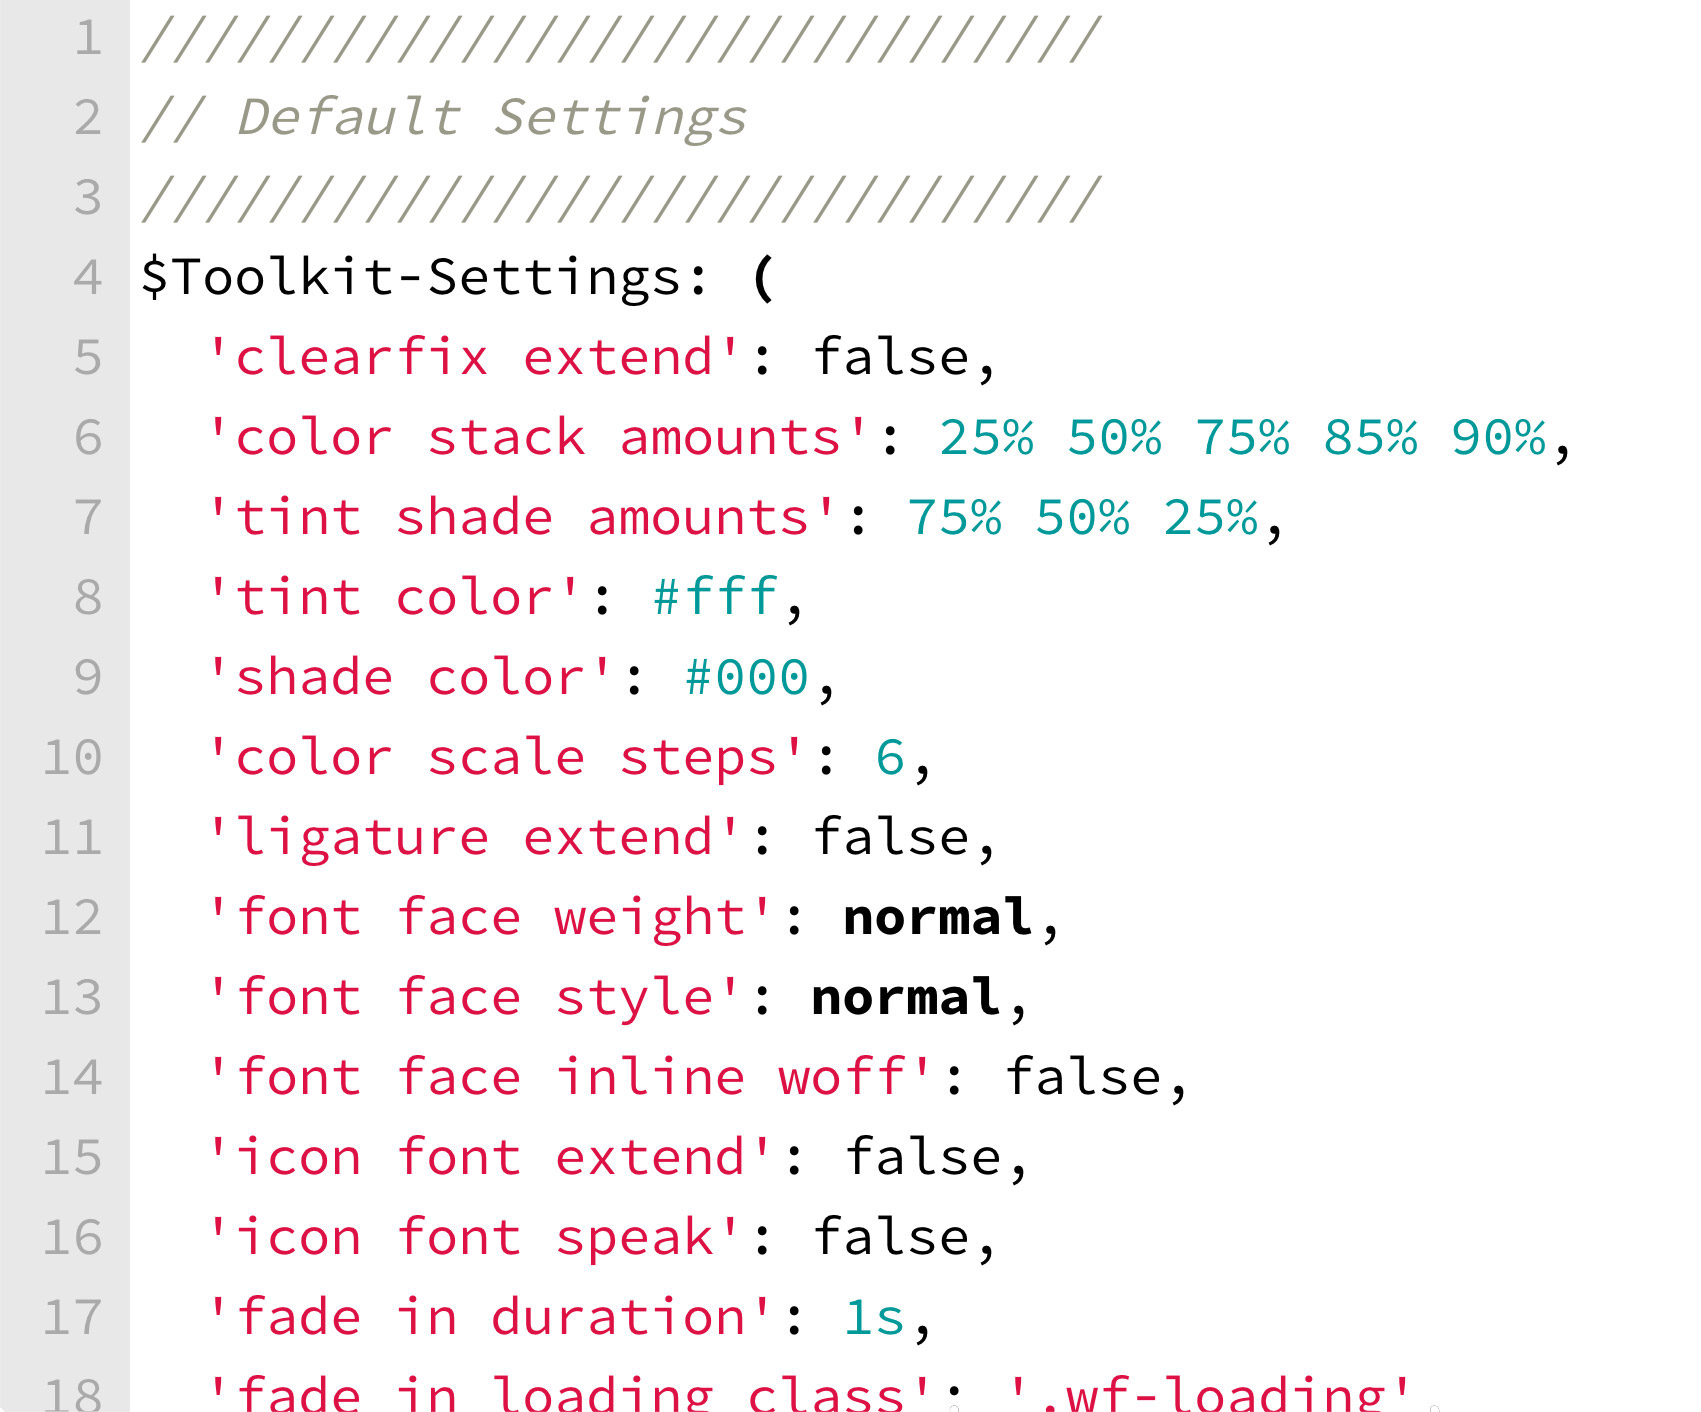 1 //////////////////////////////
2 // Default Settings
3 //////////////////////////////
4 $Toolkit-Settings: (
5   'clearfix extend': false,
6   'color stack amounts': 25% 50% 75% 85% 90%,
7   'tint shade amounts': 75% 50% 25%,
8   'tint color': #fff,
9   'shade color': #000,
10   'color scale steps': 6,
11   'ligature extend': false,
12   'font face weight': normal,
13   'font face style': normal,
14   'font face inline woff': false,
15   'icon font extend': false,
16   'icon font speak': false,
17   'fade in duration': 1s,
18   'fade in loading class': '.wf-loading',